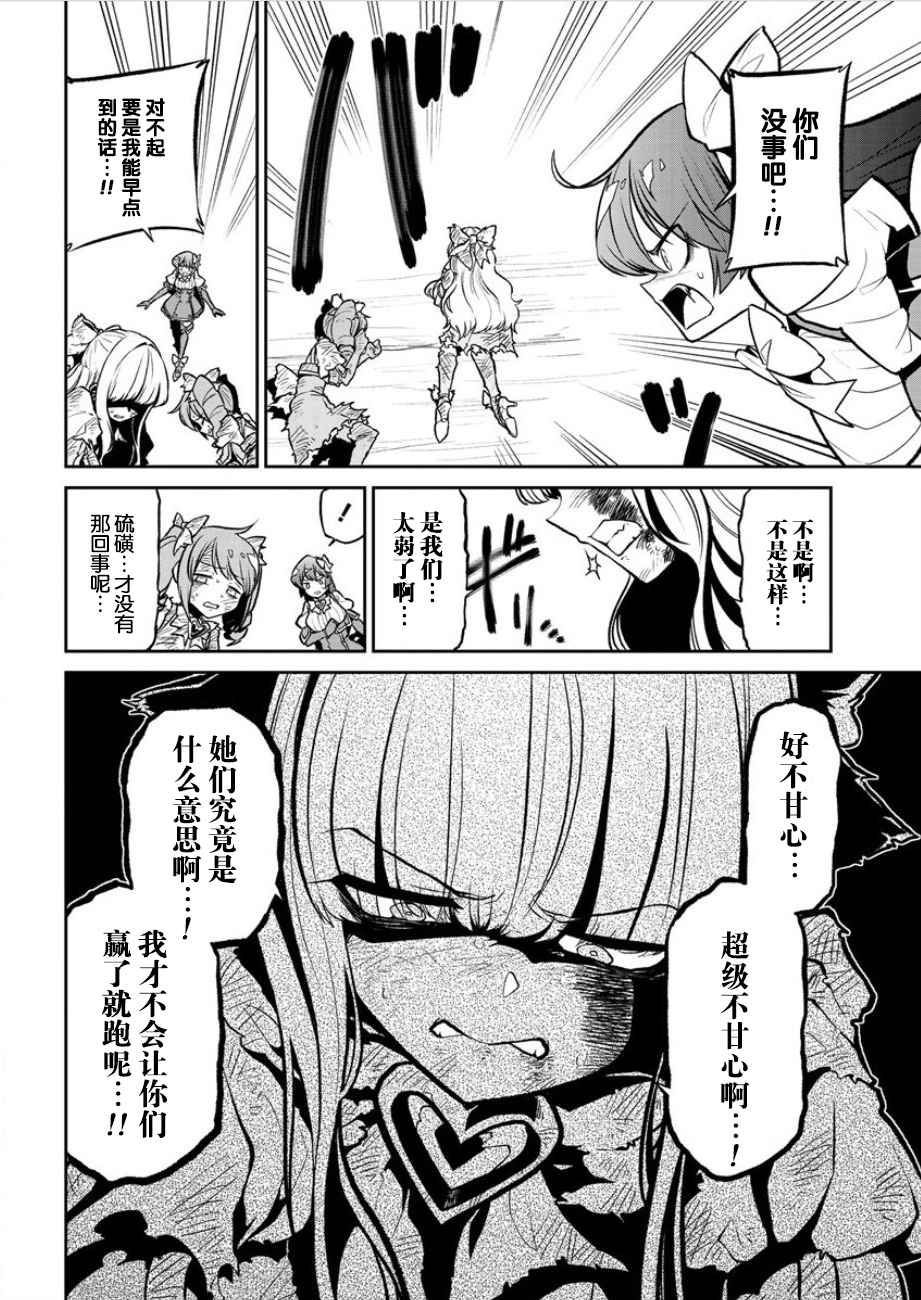 你们
没事吧…!!
对不起
要是我能早点
到的话…!!
不是啊…
不是这样…
是我们…
太弱了啊…
!
硫磺…才没有
那回事呢…
好不甘心…
超级不甘心啊…!
她们究竟是
什么意思啊…!
我才不会让你们
赢了就跑呢…!!